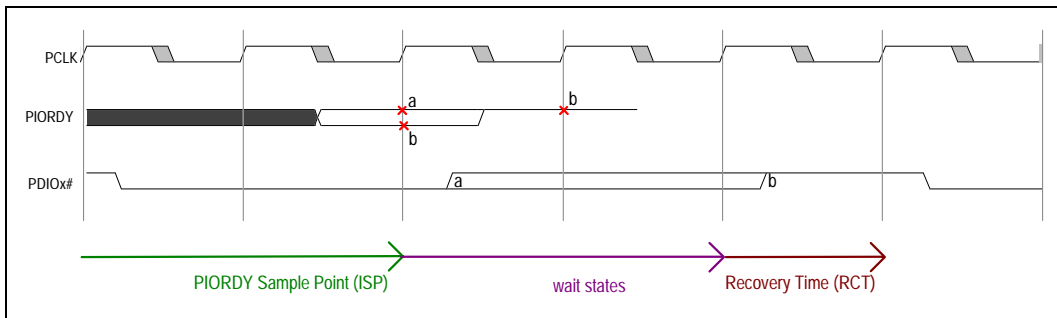 PCLK
PIORDY
a
b
b
PDIOx#
a
b
PIORDY Sample Point (ISP)
wait states
Recovery Time (RCT)